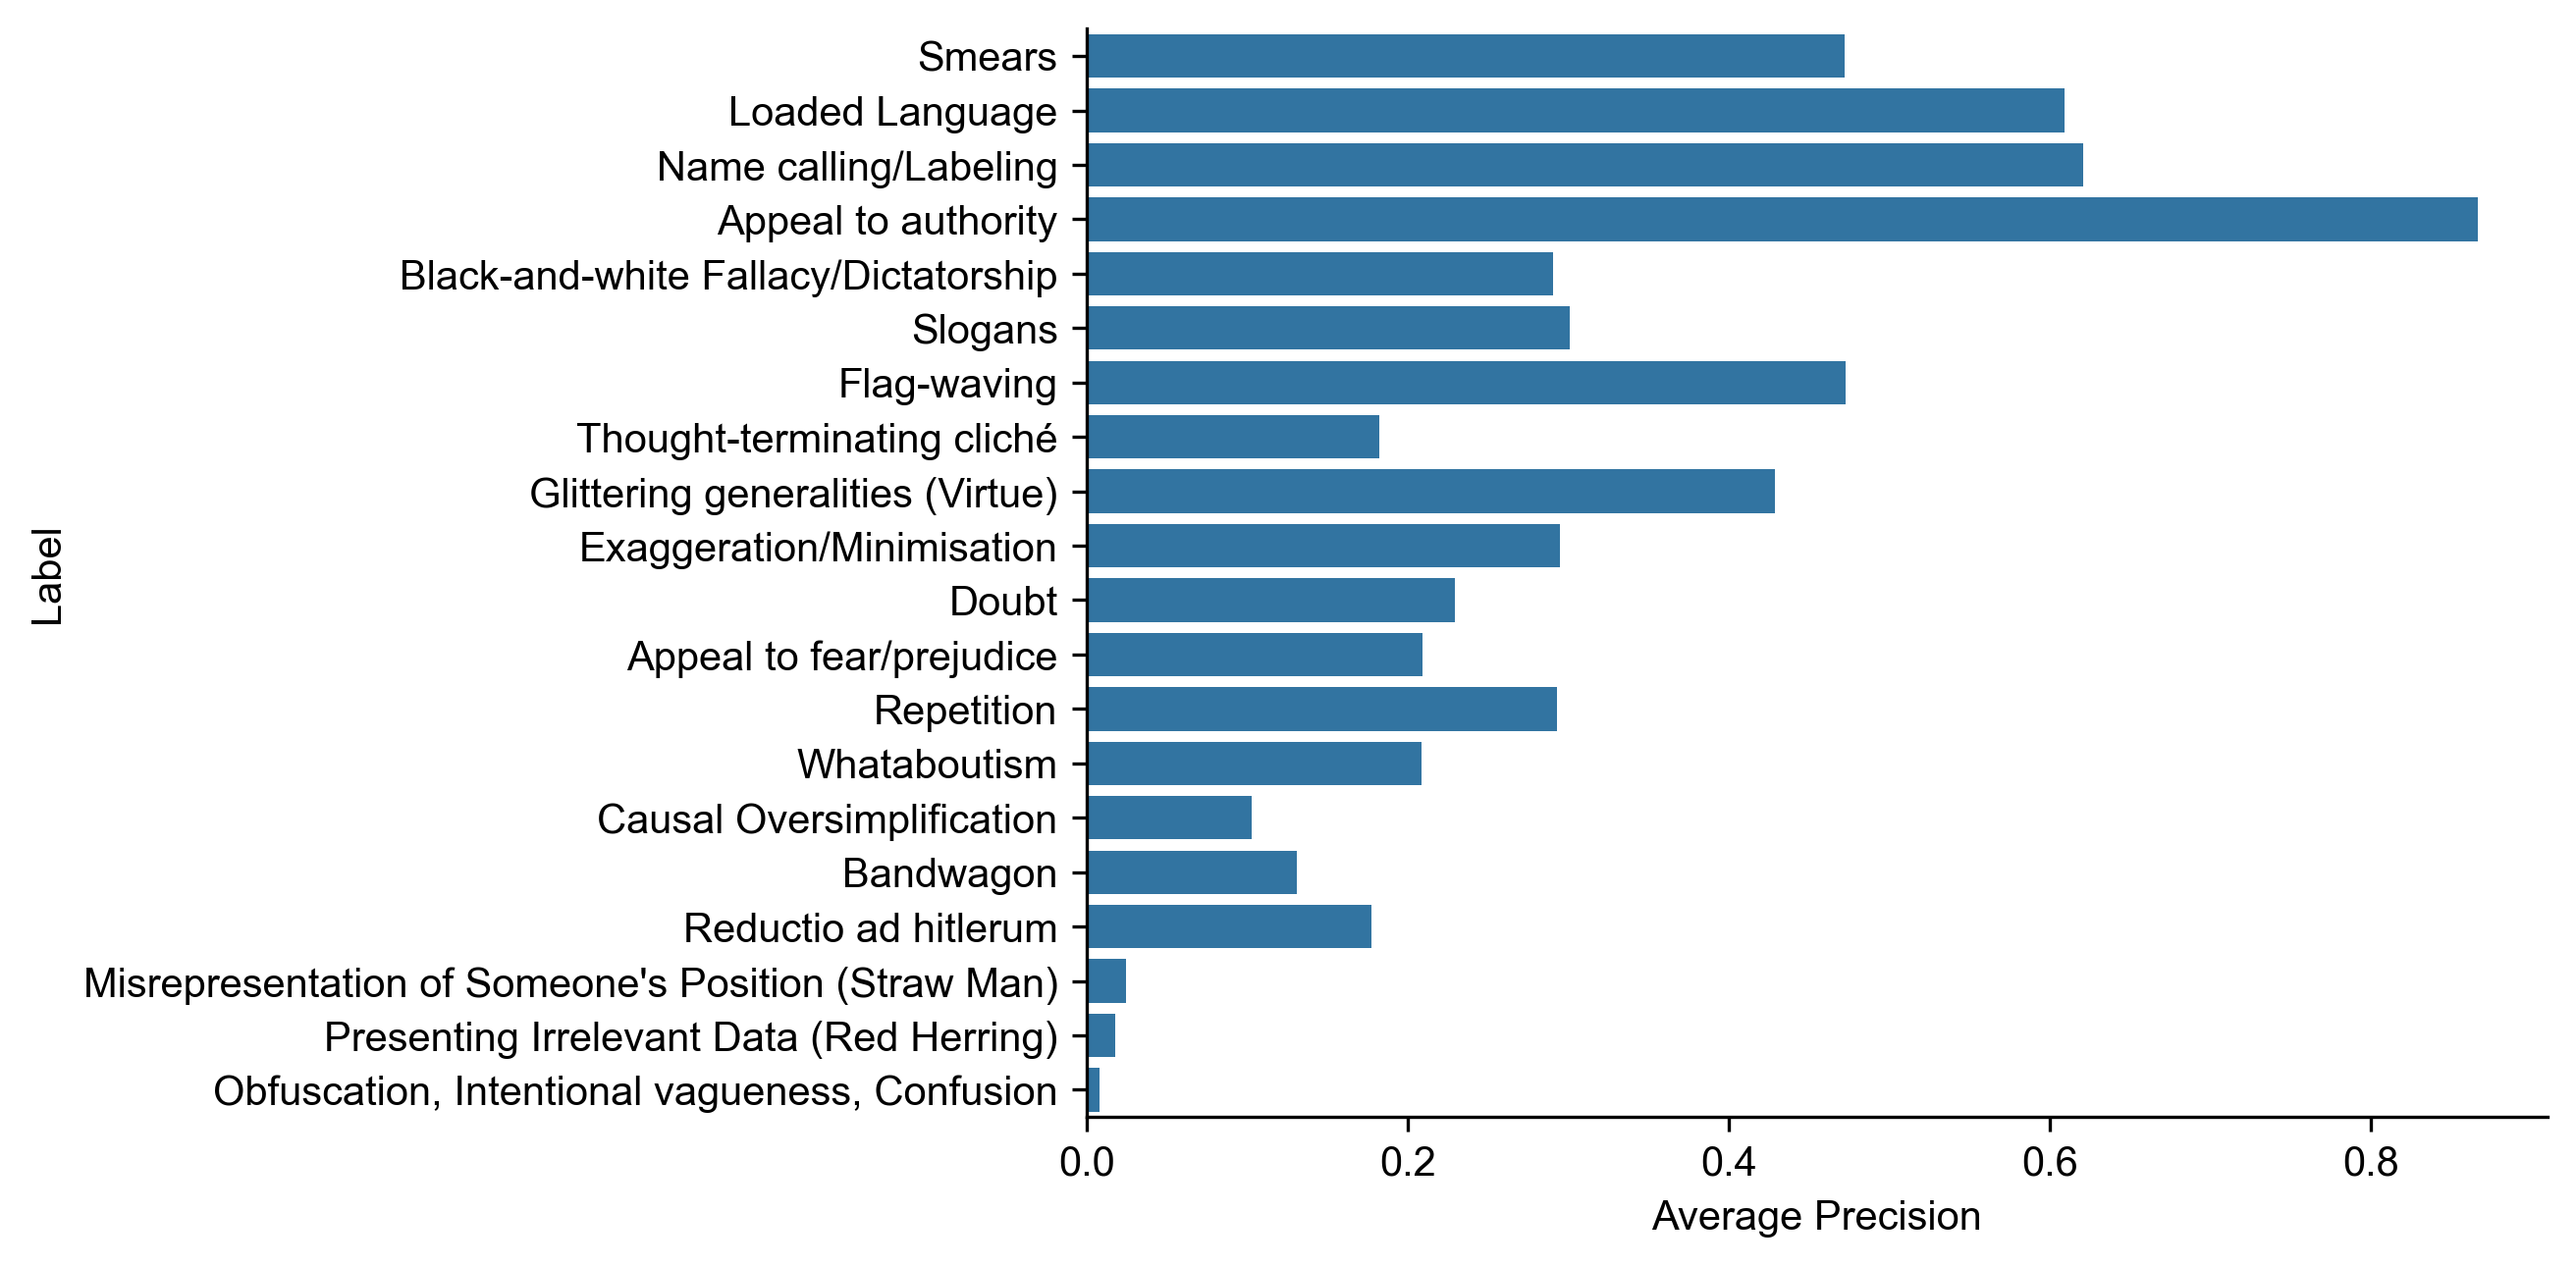 Smears
Loaded Language
Name calling/Labeling
Appeal to authority
Black-and-white Fallacy/Dictatorship
Slogans
Flag-waving
Thought-terminating cliché
Glittering generalities (Virtue)
Exaggeration/Minimisation
Doubt
Appeal to fear/prejudice
Repetition
Whataboutism
Causal Oversimplification
Bandwagon
Reductio ad hitlerum
Misrepresentation of Someone's Position (Straw Man)
Presenting Irrelevant Data (Red Herring)
Obfuscation, Intentional vagueness, Confusion
Label
0.0 0.2 0.4 0.6 0.8
Average Precision